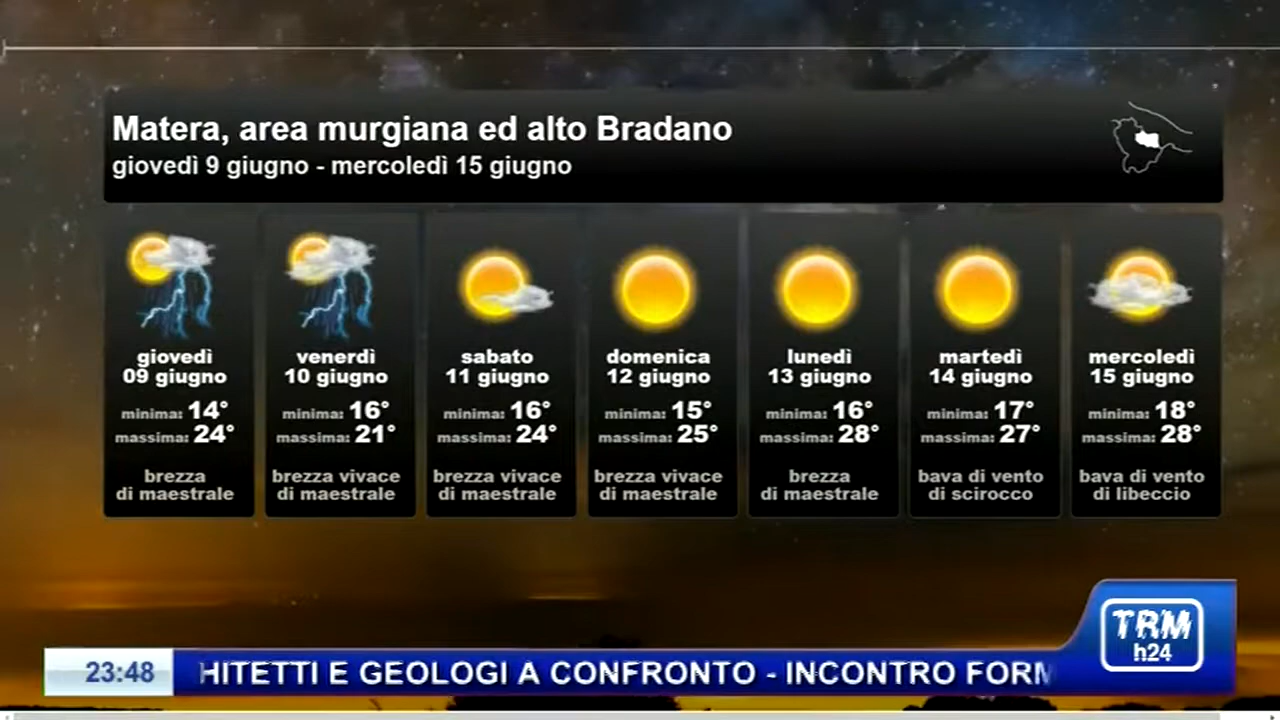 Matera, area murgiana ed alto Bradano
giovedì 9 giugno - mercoledì 15 giugno
giovedì
09 giugno
minima: 14°
massima: 24°
brezza
di maestrale
venerdì
10 giugno
minima: 16°
massima: 21°
brezza vivace
di maestrale
sabato
11 giugno
minima: 16°
massima: 24°
brezza vivace
di maestrale
domenica
12 giugno
minima: 15°
massima: 25°
brezza vivace
di maestrale
lunedì
13 giugno
minima: 16°
massima: 28°
brezza
di maestrale
martedì
14 giugno
minima: 17°
massima: 27°
bava di vento
di scirocco
mercoledì
15 giugno
minima: 18°
massima: 28°
bava di vento
di libeccio
TRM
h24
23:48 HITETTI E GEOLOGI A CONFRONTO - INCONTRO FORM